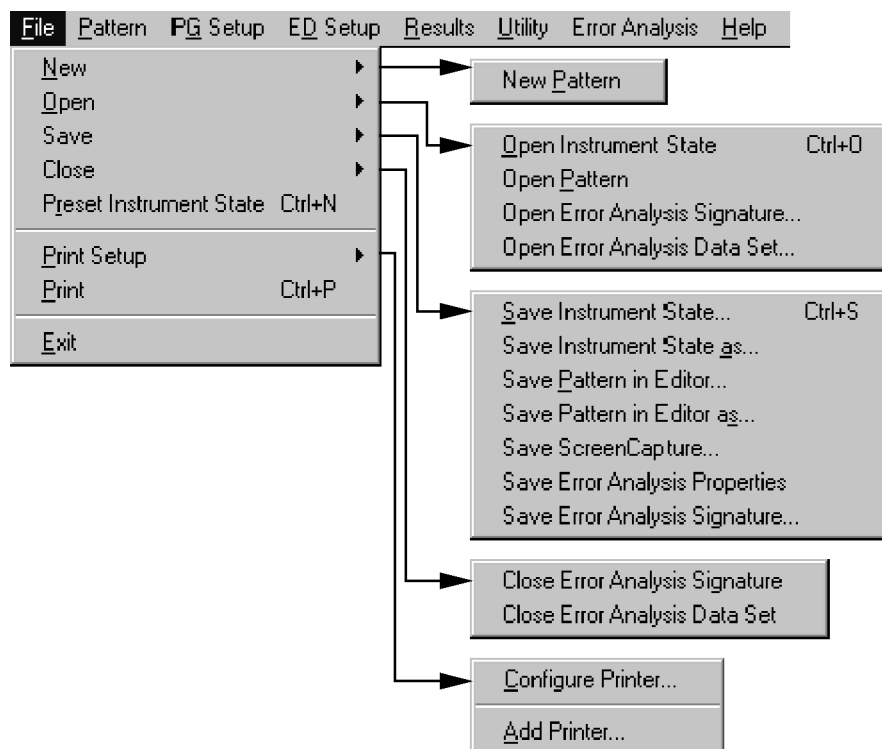 File Pattern PG Setup ED Setup Results Utility Error Analysis Help
New
Open
Save
Close
Preset Instrument State Ctrl+N
Print Setup
Print Ctrl+P
Exit
New Pattern
Open Instrument State Ctrl+O
Open Pattern
Open Error Analysis Signature...
Open Error Analysis Data Set...
Save Instrument State... Ctrl+S
Save Instrument State as...
Save Pattern in Editor...
Save Pattern in Editor as...
Save ScreenCapture...
Save Error Analysis Properties
Save Error Analysis Signature...
Close Error Analysis Signature
Close Error Analysis Data Set
Configure Printer...
Add Printer...